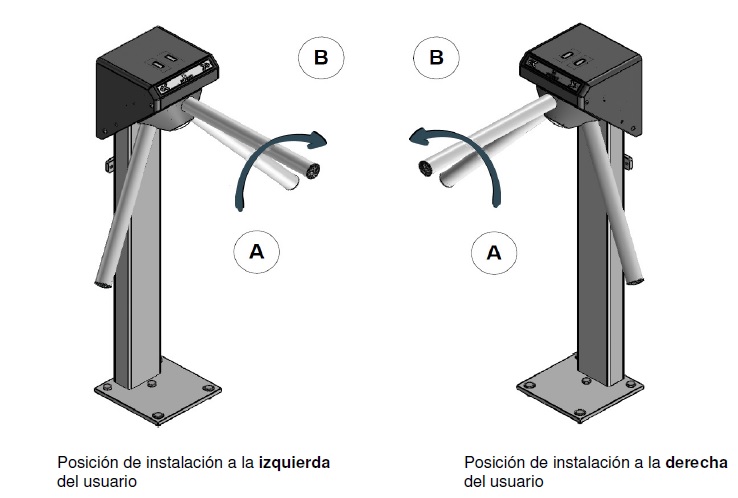 B
B
A
A
Posición de instalación a la izquierda
del usuario
Posición de instalación a la derecha
del usuario